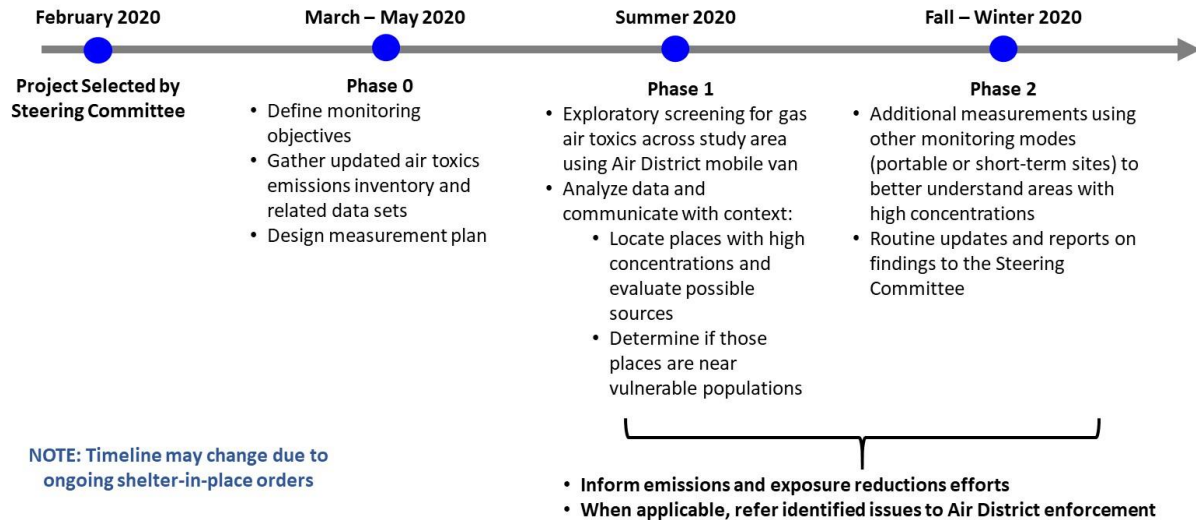 February 2020
Project Selected by
Steering Committee
March – May 2020
Phase 0
• Define monitoring
objectives
• Gather updated air toxics
emissions inventory and
related data sets
• Design measurement plan
Summer 2020
Phase 1
• Exploratory screening for gas
air toxics across study area
using Air District mobile van
• Analyze data and
communicate with context:
• Locate places with high
concentrations and
evaluate possible
sources
• Determine if those
places are near
vulnerable populations
Fall – Winter 2020
Phase 2
• Additional measurements using
other monitoring modes
(portable or short-term sites) to
better understand areas with
high concentrations
• Routine updates and reports on
findings to the Steering
Committee
NOTE: Timeline may change due to
ongoing shelter-in-place orders
• Inform emissions and exposure reductions efforts
• When applicable, refer identified issues to Air District enforcement